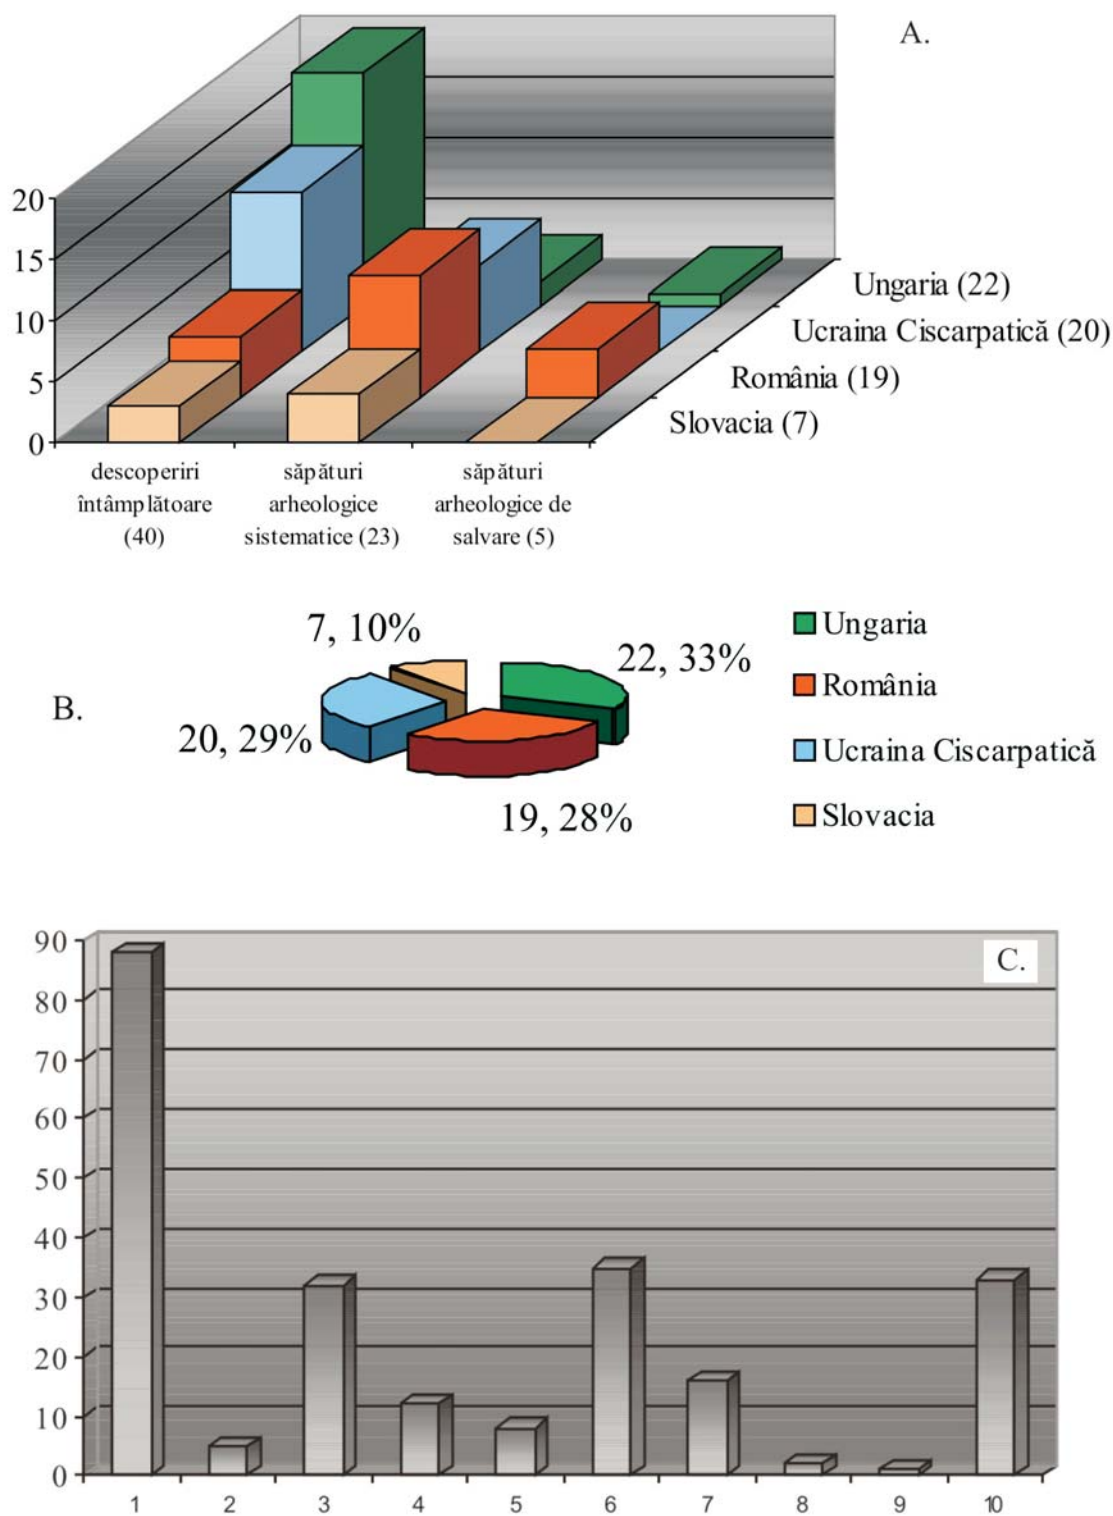 A.
20
15
10
5
0
Ungaria (22)
Ucraina Ciscarpatică (20)
România (19)
Slovacia (7)
descoperiri
întâmplătoare
(40)
săpături
arheologice
sistematice (23)
săpături
arheologice de
salvare (5)
B.
7, 10%
22, 33%
20, 29%
19, 28%
Ungaria
România
Ucraina Ciscarpatică
Slovacia
C.
90
80
70
60
50
40
30
20
10
0
1 2 3 4 5 6 7 8 9 10